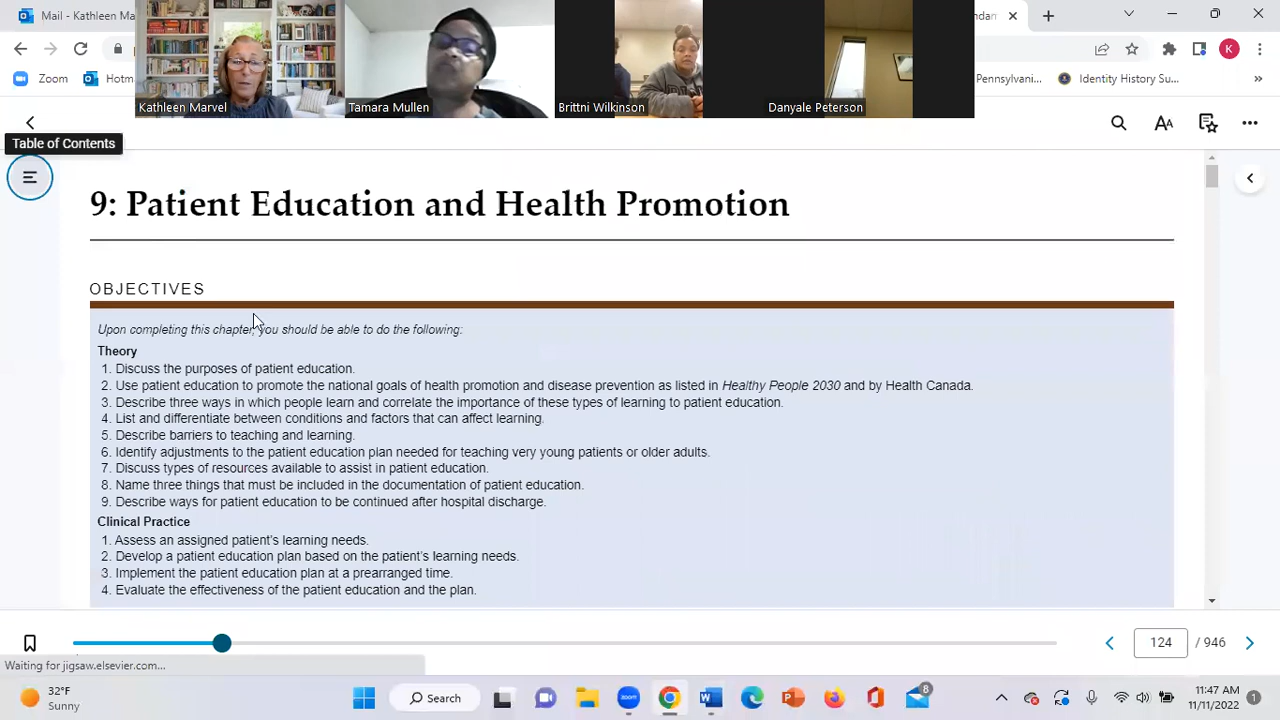 Mail - Kathleen
Kathleen Marvel
Tamara Mullen
Brittni Wilkinson
Danyale Peterson
Zoom
Hotm
Pennsylvani...
Identity History Su...
Table of Contents
9: Patient Education and Health Promotion
OBJECTIVES
Upon completing this chapter, you should be able to do the following:
Theory
1. Discuss the purposes of patient education.
2. Use patient education to promote the national goals of health promotion and disease prevention as listed in Healthy People 2030 and by Health Canada.
3. Describe three ways in which people learn and correlate the importance of these types of learning to patient education.
4. List and differentiate between conditions and factors that can affect learning.
5. Describe barriers to teaching and learning.
6. Identify adjustments to the patient education plan needed for teaching very young patients or older adults.
7. Discuss types of resources available to assist in patient education.
8. Name three things that must be included in the documentation of patient education.
9. Describe ways for patient education to be continued after hospital discharge.
Clinical Practice
1. Assess an assigned patient's learning needs.
2. Develop a patient education plan based on the patient's learning needs.
3. Implement the patient education plan at a prearranged time.
4. Evaluate the effectiveness of the patient education and the plan.
124 / 946
Waiting for jigsaw.elsevier.com...
32°F
Sunny
Search
8
11:47 AM
11/11/2022
1